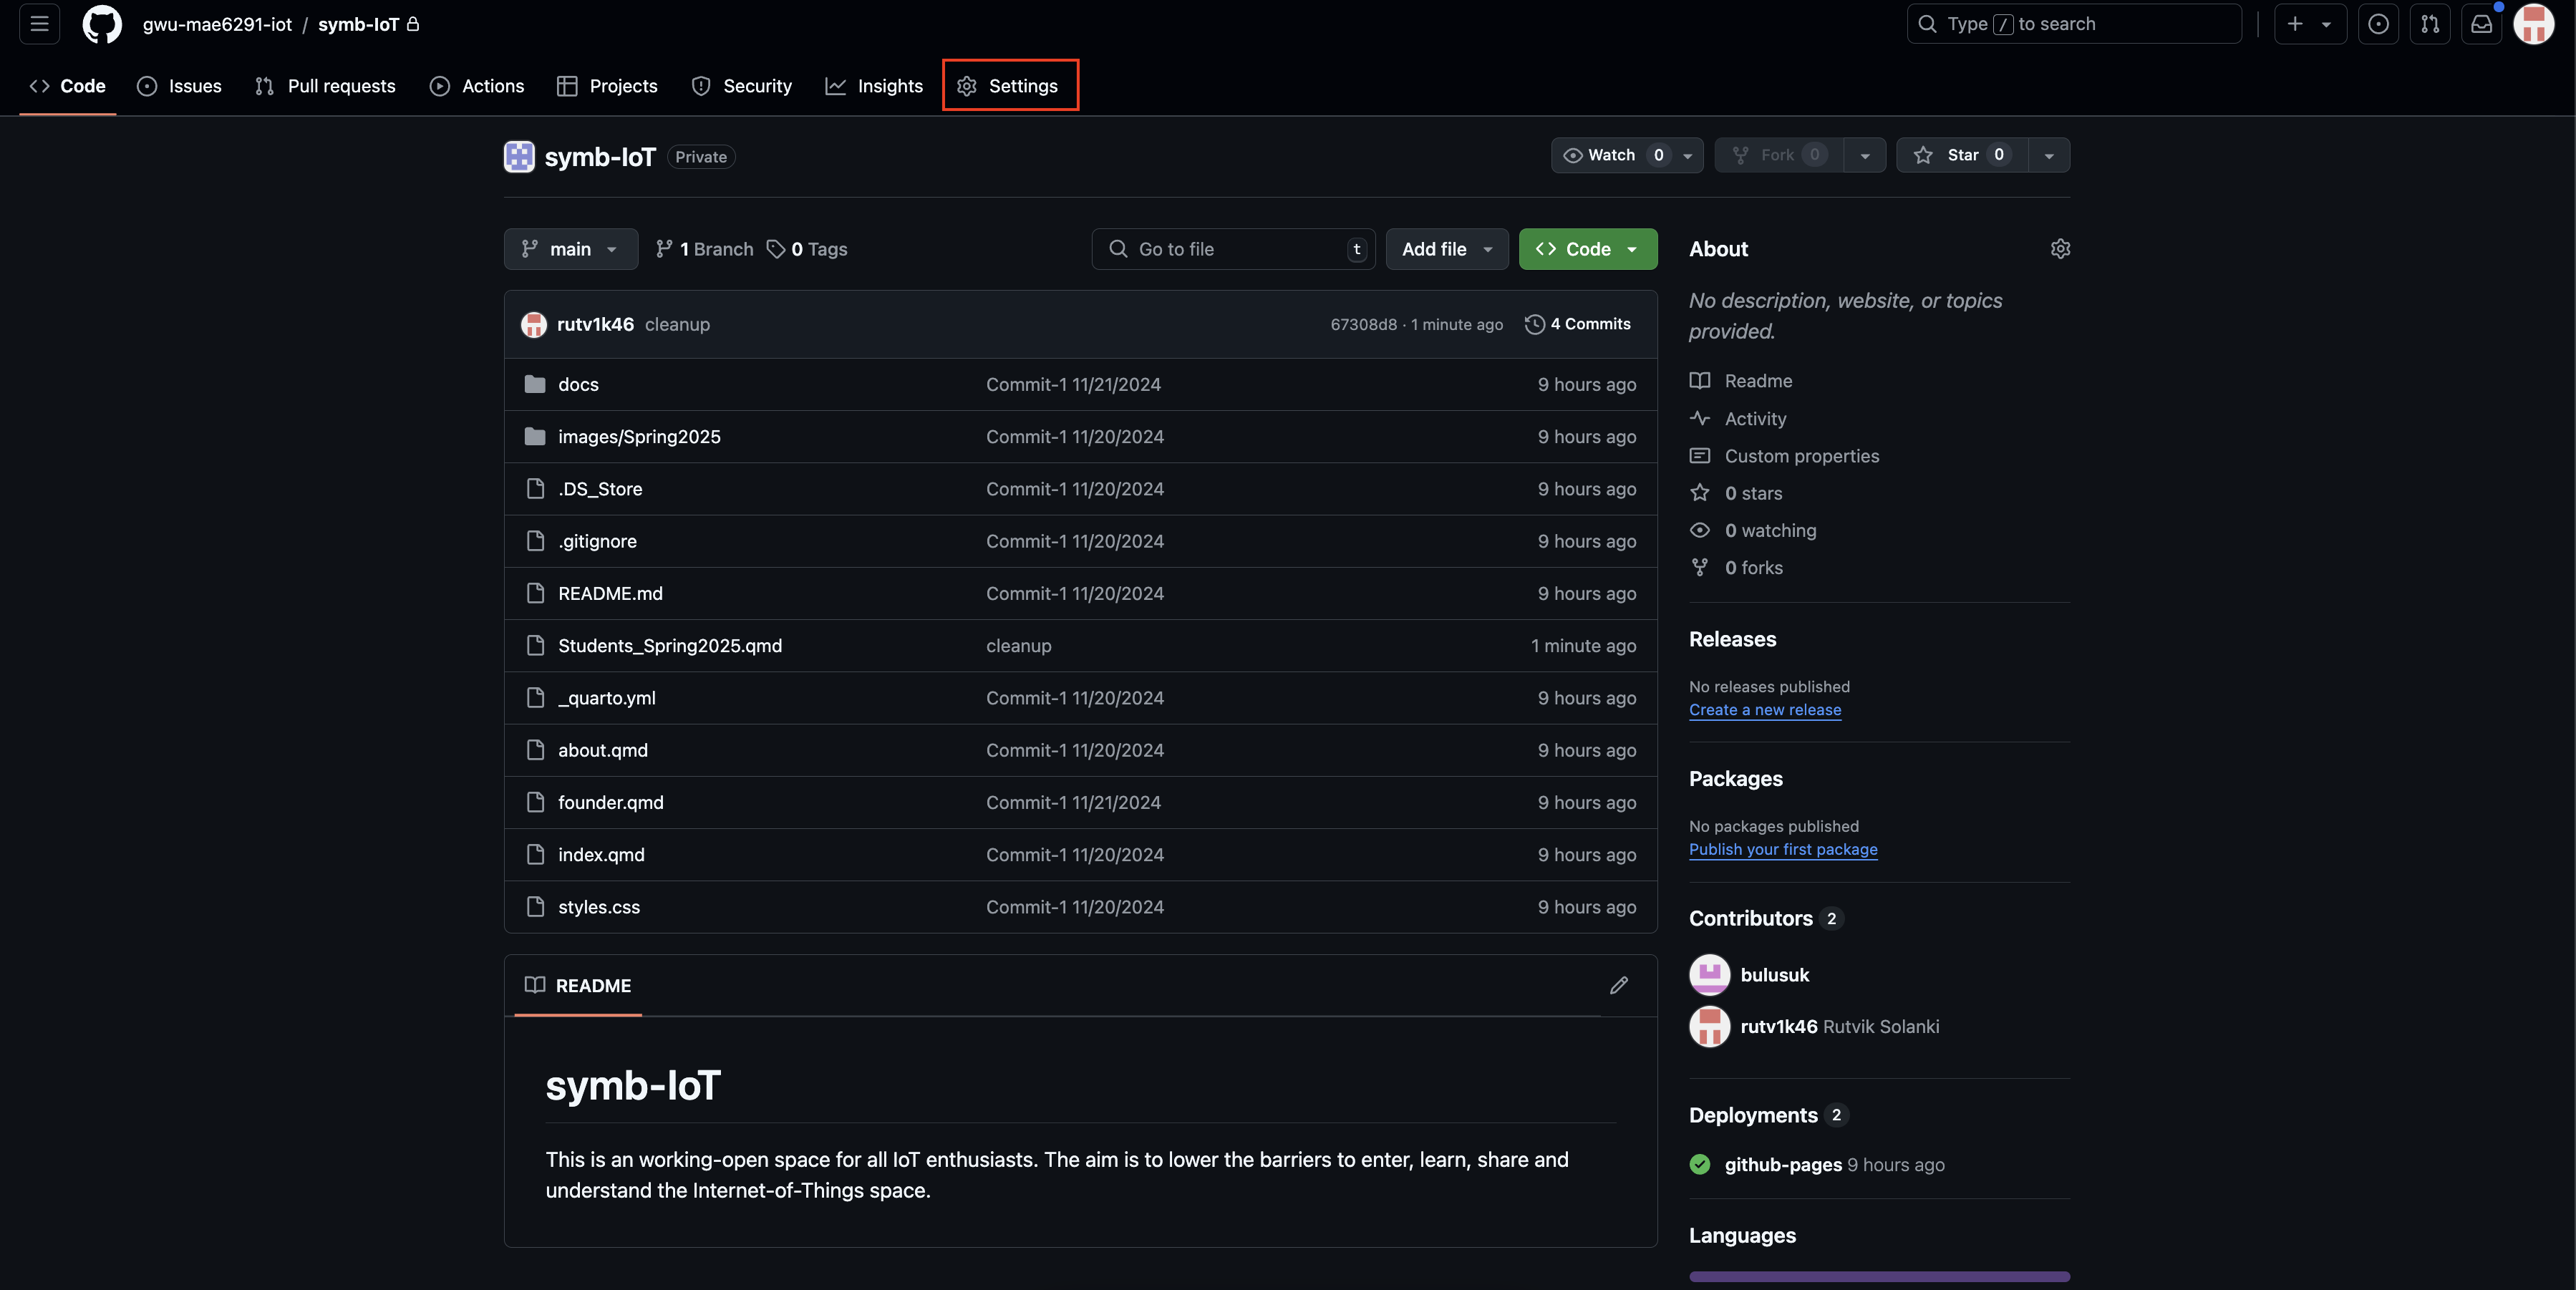 gwu-mae6291-iot / symb-IoT
Type / to search
Code Issues Pull requests Actions Projects Security Insights Settings
symb-IoT Private
Watch 0 Fork 0 Star 0
main 1 Branch 0 Tags Go to file t Add file Code
rutv1k46 cleanup 67308d8 · 1 minute ago 4 Commits
docs Commit-1 11/21/2024 9 hours ago
images/Spring2025 Commit-1 11/20/2024 9 hours ago
.DS_Store Commit-1 11/20/2024 9 hours ago
.gitignore Commit-1 11/20/2024 9 hours ago
README.md Commit-1 11/20/2024 9 hours ago
Students_Spring2025.qmd cleanup 1 minute ago
_quarto.yml Commit-1 11/20/2024 9 hours ago
about.qmd Commit-1 11/20/2024 9 hours ago
founder.qmd Commit-1 11/21/2024 9 hours ago
index.qmd Commit-1 11/20/2024 9 hours ago
styles.css Commit-1 11/20/2024 9 hours ago
README
symb-IoT
This is an working-open space for all IoT enthusiasts. The aim is to lower the barriers to enter, learn, share and
understand the Internet-of-Things space.
About
No description, website, or topics
provided.
Readme
Activity
Custom properties
0 stars
0 watching
0 forks
Releases
No releases published
Create a new release
Packages
No packages published
Publish your first package
Contributors 2
bulusuk
rutv1k46 Rutvik Solanki
Deployments 2
github-pages 9 hours ago
Languages